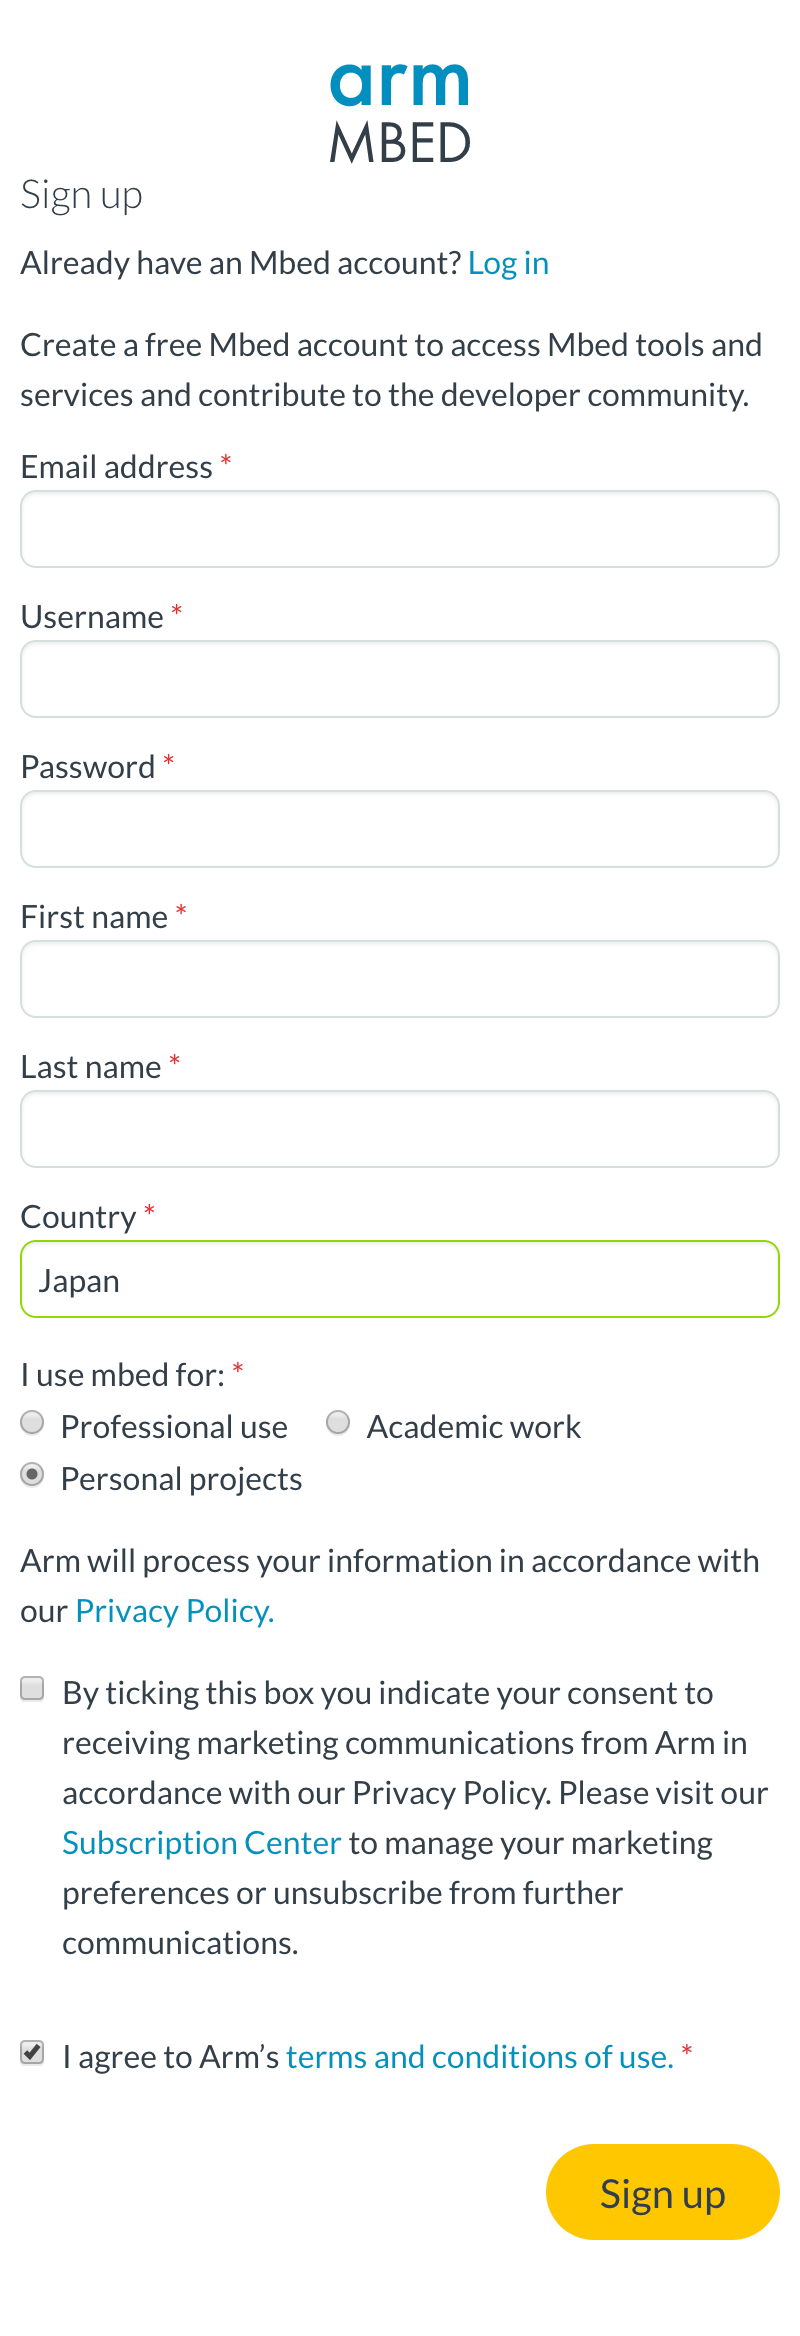 arm
MBED
Sign up
Already have an Mbed account? Log in
Create a free Mbed account to access Mbed tools and
services and contribute to the developer community.
Email address *
Username *
Password *
First name *
Last name *
Country *
Japan
I use mbed for: *
Professional use Academic work
Personal projects
Arm will process your information in accordance with
our Privacy Policy.
By ticking this box you indicate your consent to
receiving marketing communications from Arm in
accordance with our Privacy Policy. Please visit our
Subscription Center to manage your marketing
preferences or unsubscribe from further
communications.
I agree to Arm’s terms and conditions of use. *
Sign up